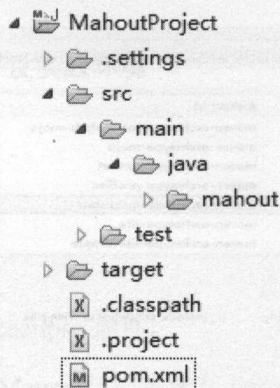 MahoutProject
.settings
src
main
java
mahout
test
target
.classpath
.project
pom.xml